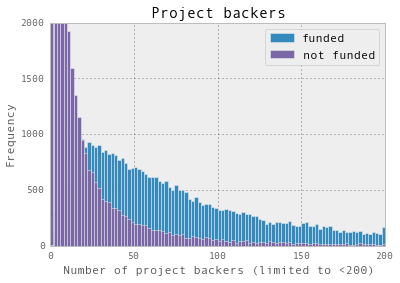 Project backers
2000
1500
1000
500
0
Frequency
funded
not funded
0 50 100 150 200
Number of project backers (limited to <200)